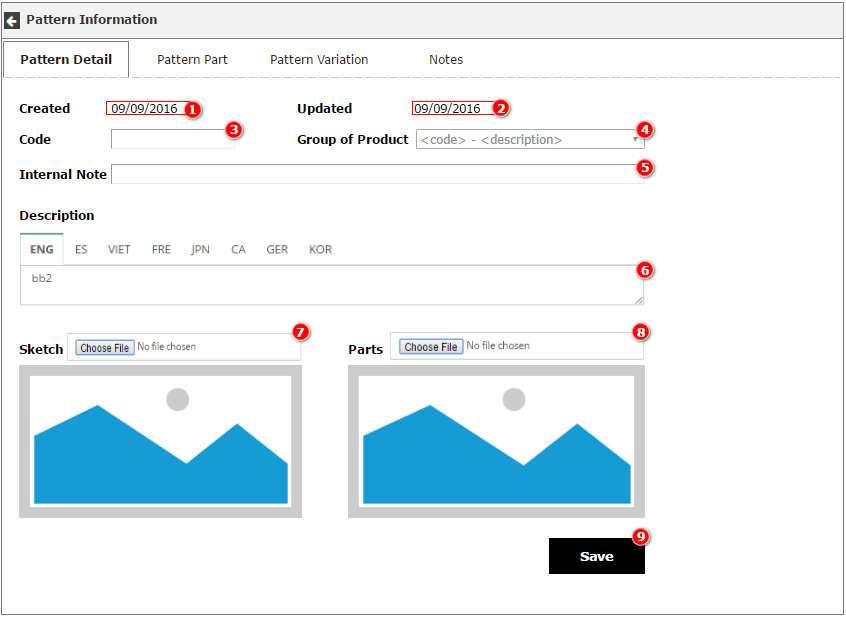 Pattern Information
Pattern Detail Pattern Part Pattern Variation Notes
Created 09/09/2016 1 Updated 09/09/2016 2
Code 3 Group of Product <code> - <description> 4
Internal Note 5
Description
ENG ES VIET FRE JPN CA GER KOR
bb2 6
Sketch Choose File No file chosen 7 Parts Choose File No file chosen 8
Save 9